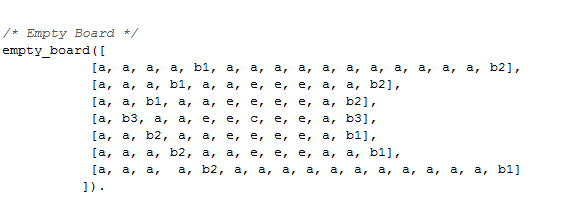 /* Empty Board */
empty_board([
[a, a, a, a, b1, a, a, a, a, a, a, a, a, a, a, a, b2],
[a, a, a, b1, a, a, e, e, e, a, a, b2],
[a, a, b1, a, a, e, e, e, e, a, b2],
[a, b3, a, a, e, e, c, e, e, a, b3],
[a, a, b2, a, a, e, e, e, e, a, b1],
[a, a, a, b2, a, a, e, e, e, a, a, b1],
[a, a, a, a, b2, a, a, a, a, a, a, a, a, a, a, a, b1]
]).